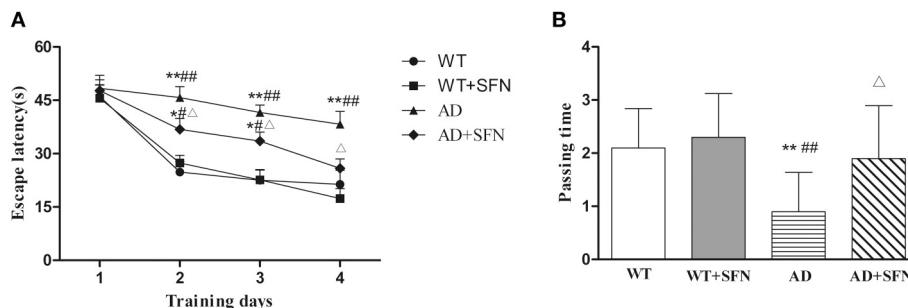 A
Escape latency(s)
60
45
30
15
0
**##
**##
**##
*#△
*#△
△
1 2 3 4
Training days
WT
WT+SFN
AD
AD+SFN
B
Passing time
4
3
2
1
0
** ##
△
WT WT+SFN AD AD+SFN